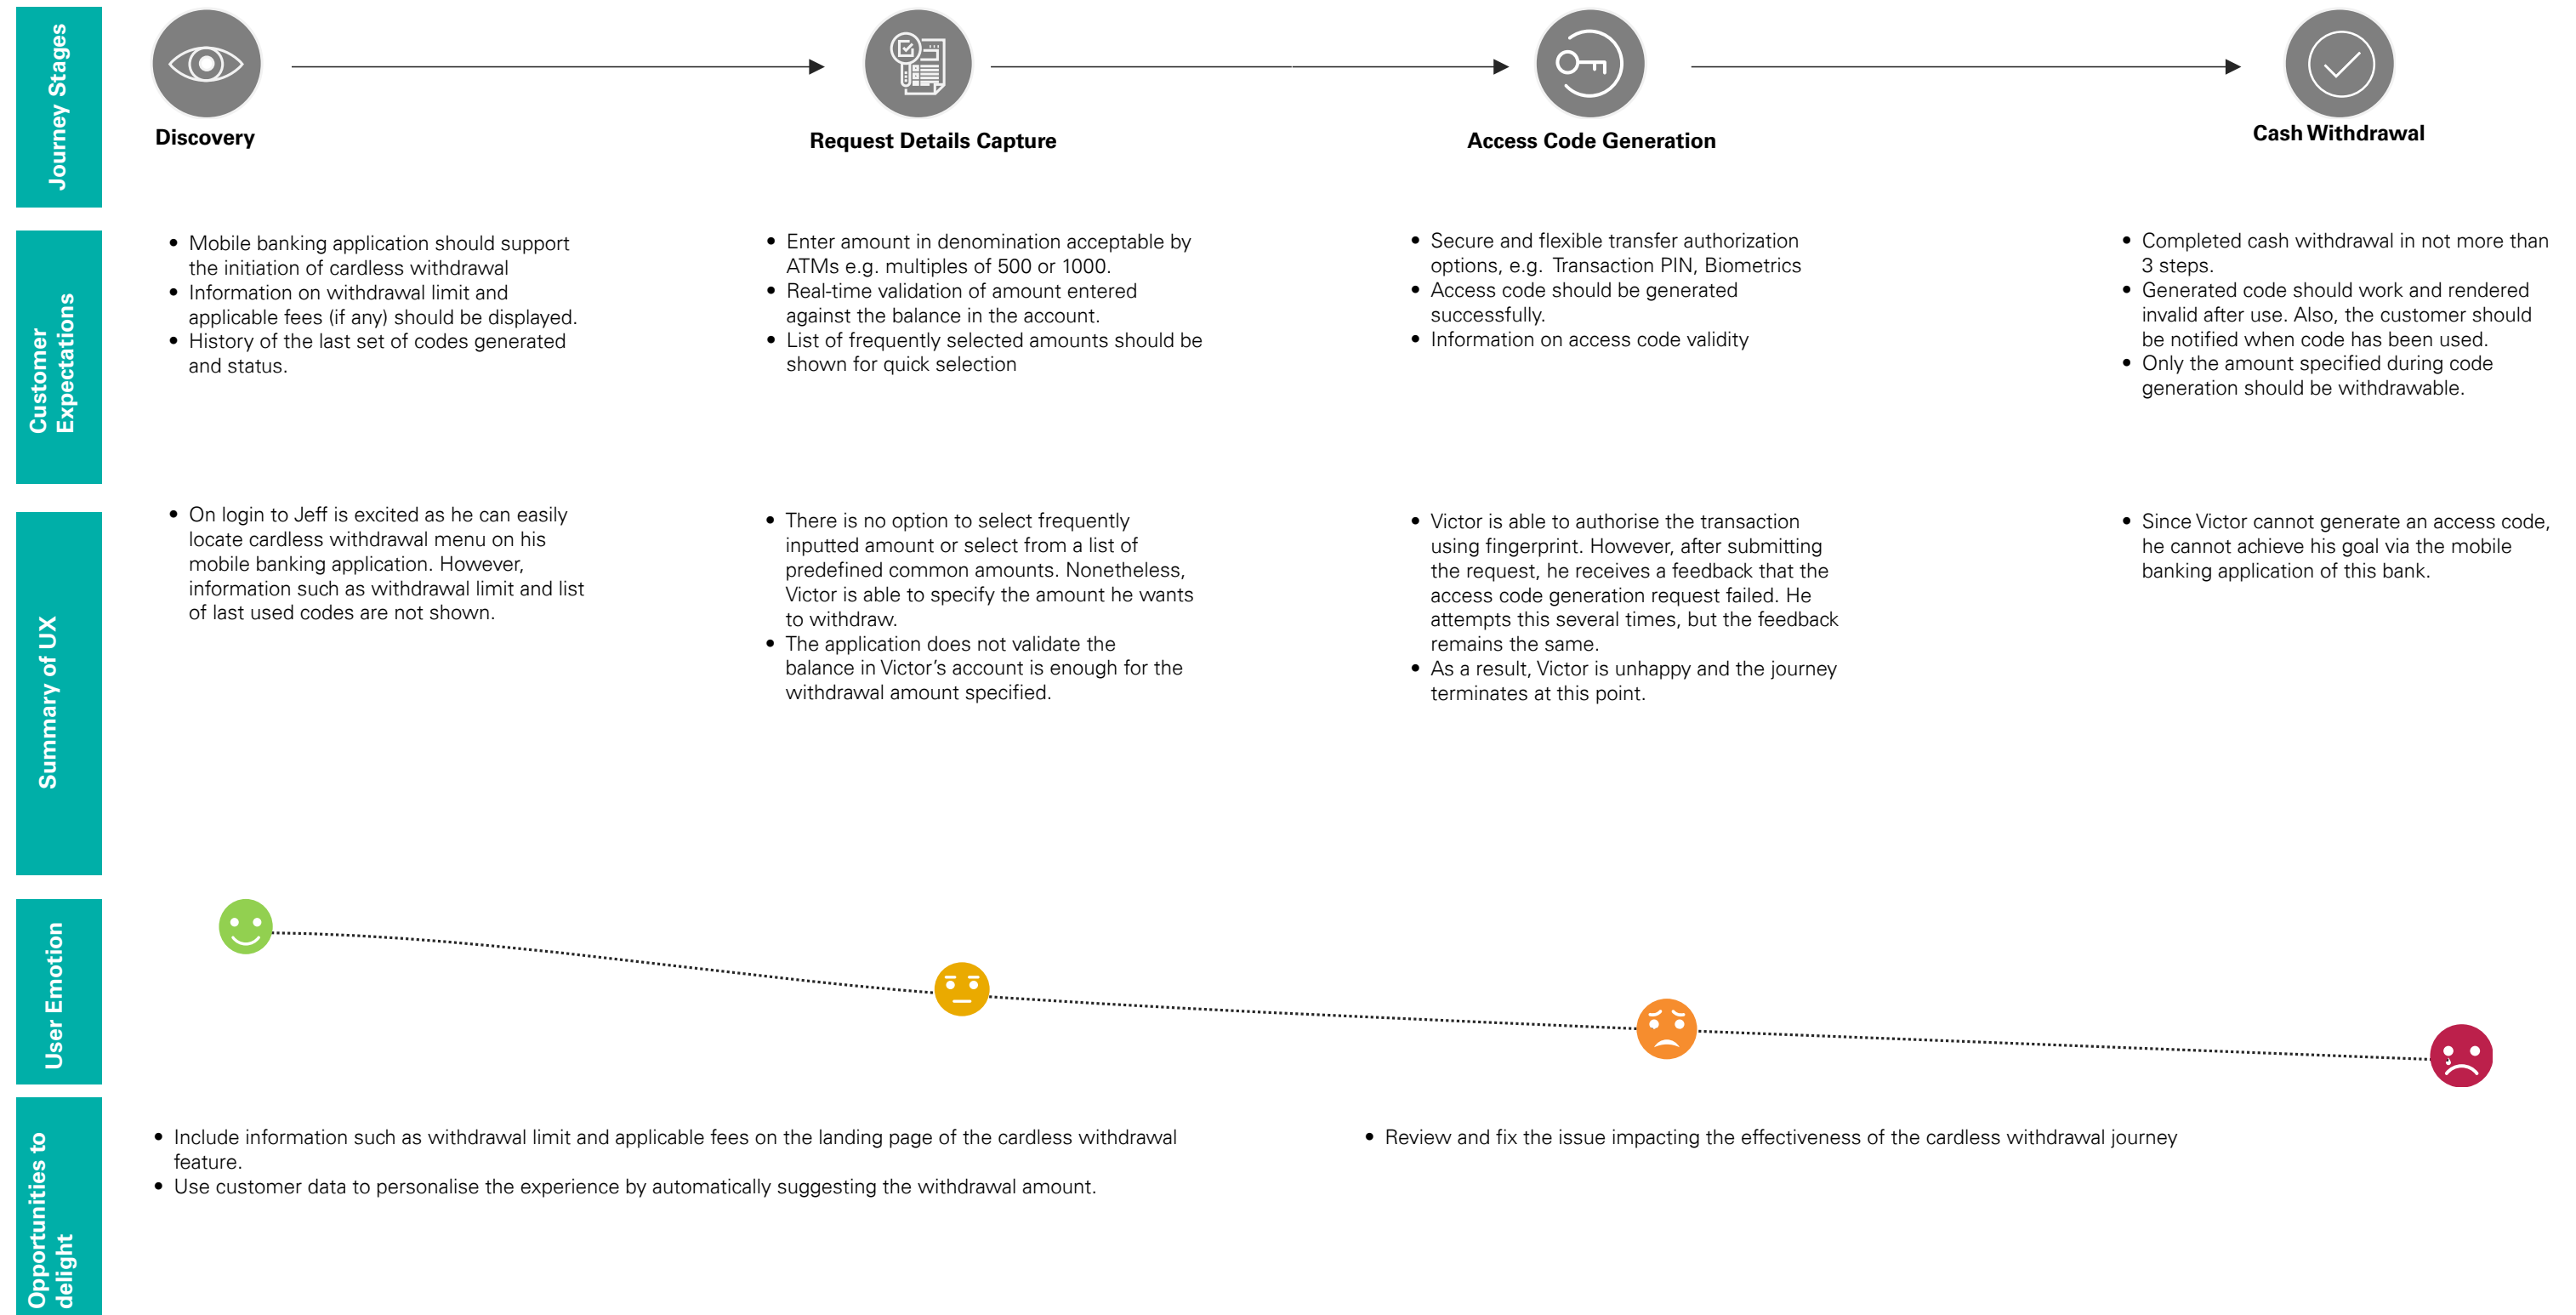 Journey Stages
Discovery
Request Details Capture
Access Code Generation
Cash Withdrawal
Customer
Expectations
• Mobile banking application should support
the initiation of cardless withdrawal
• Information on withdrawal limit and
applicable fees (if any) should be displayed.
• History of the last set of codes generated
and status.
• Enter amount in denomination acceptable by
ATMs e.g. multiples of 500 or 1000.
• Real-time validation of amount entered
against the balance in the account.
• List of frequently selected amounts should be
shown for quick selection
• Secure and flexible transfer authorization
options, e.g. Transaction PIN, Biometrics
• Access code should be generated
successfully.
• Information on access code validity
• Completed cash withdrawal in not more than
3 steps.
• Generated code should work and rendered
invalid after use. Also, the customer should
be notified when code has been used.
• Only the amount specified during code
generation should be withdrawable.
Summary of UX
• On login to Jeff is excited as he can easily
locate cardless withdrawal menu on his
mobile banking application. However,
information such as withdrawal limit and list
of last used codes are not shown.
• There is no option to select frequently
inputted amount or select from a list of
predefined common amounts. Nonetheless,
Victor is able to specify the amount he wants
to withdraw.
• The application does not validate the
balance in Victor's account is enough for the
withdrawal amount specified.
• Victor is able to authorise the transaction
using fingerprint. However, after submitting
the request, he receives a feedback that the
access code generation request failed. He
attempts this several times, but the feedback
remains the same.
• As a result, Victor is unhappy and the journey
terminates at this point.
• Since Victor cannot generate an access code,
he cannot achieve his goal via the mobile
banking application of this bank.
User Emotion
Opportunities to
delight
• Include information such as withdrawal limit and applicable fees on the landing page of the cardless withdrawal
feature.
• Use customer data to personalise the experience by automatically suggesting the withdrawal amount.
• Review and fix the issue impacting the effectiveness of the cardless withdrawal journey